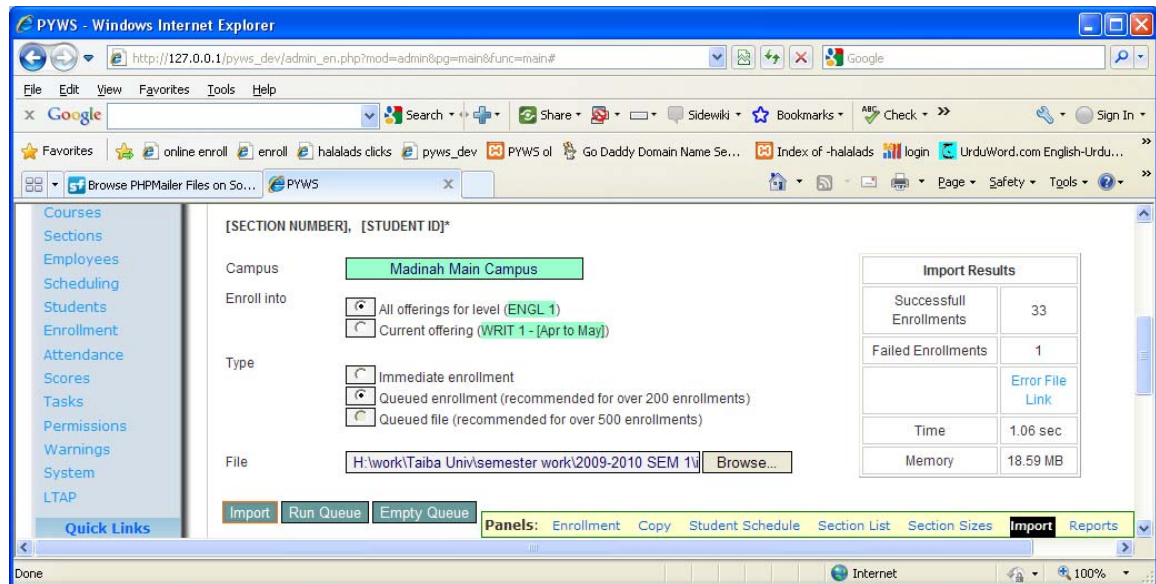 PYWS - Windows Internet Explorer
http://127.0.0.1/pyws_dev/admin_en.php?mod=admin&pg=main&func=main#
Google
File Edit View Favorites Tools Help
x Google Search Share Sidewiki Bookmarks ABC Check >> Sign In
Favorites online enroll enroll halalads clicks pyws_dev PYWS ol Go Daddy Domain Name Se... Index of -halalads login UrduWord.com English-Urdu... >>
Browse PHPMailer Files on So... PYWS x Page Safety Tools >>
Courses
Sections
Employees
Scheduling
Students
Enrollment
Attendance
Scores
Tasks
Permissions
Warnings
System
LTAP
Quick Links
[SECTION NUMBER], [STUDENT ID]*
Campus Madinah Main Campus
Enroll into All offerings for level (ENGL 1)
Current offering (WRIT 1 - [Apr to May])
Type
Immediate enrollment
Queued enrollment (recommended for over 200 enrollments)
Queued file (recommended for over 500 enrollments)
File H:\work\Taiba Univ\semester work\2009-2010 SEM 1\i Browse...
Import Run Queue Empty Queue
Import Results
Successfull Enrollments 33
Failed Enrollments 1
Error File Link
Time 1.06 sec
Memory 18.59 MB
Panels: Enrollment Copy Student Schedule Section List Section Sizes Import Reports
Done Internet 100%